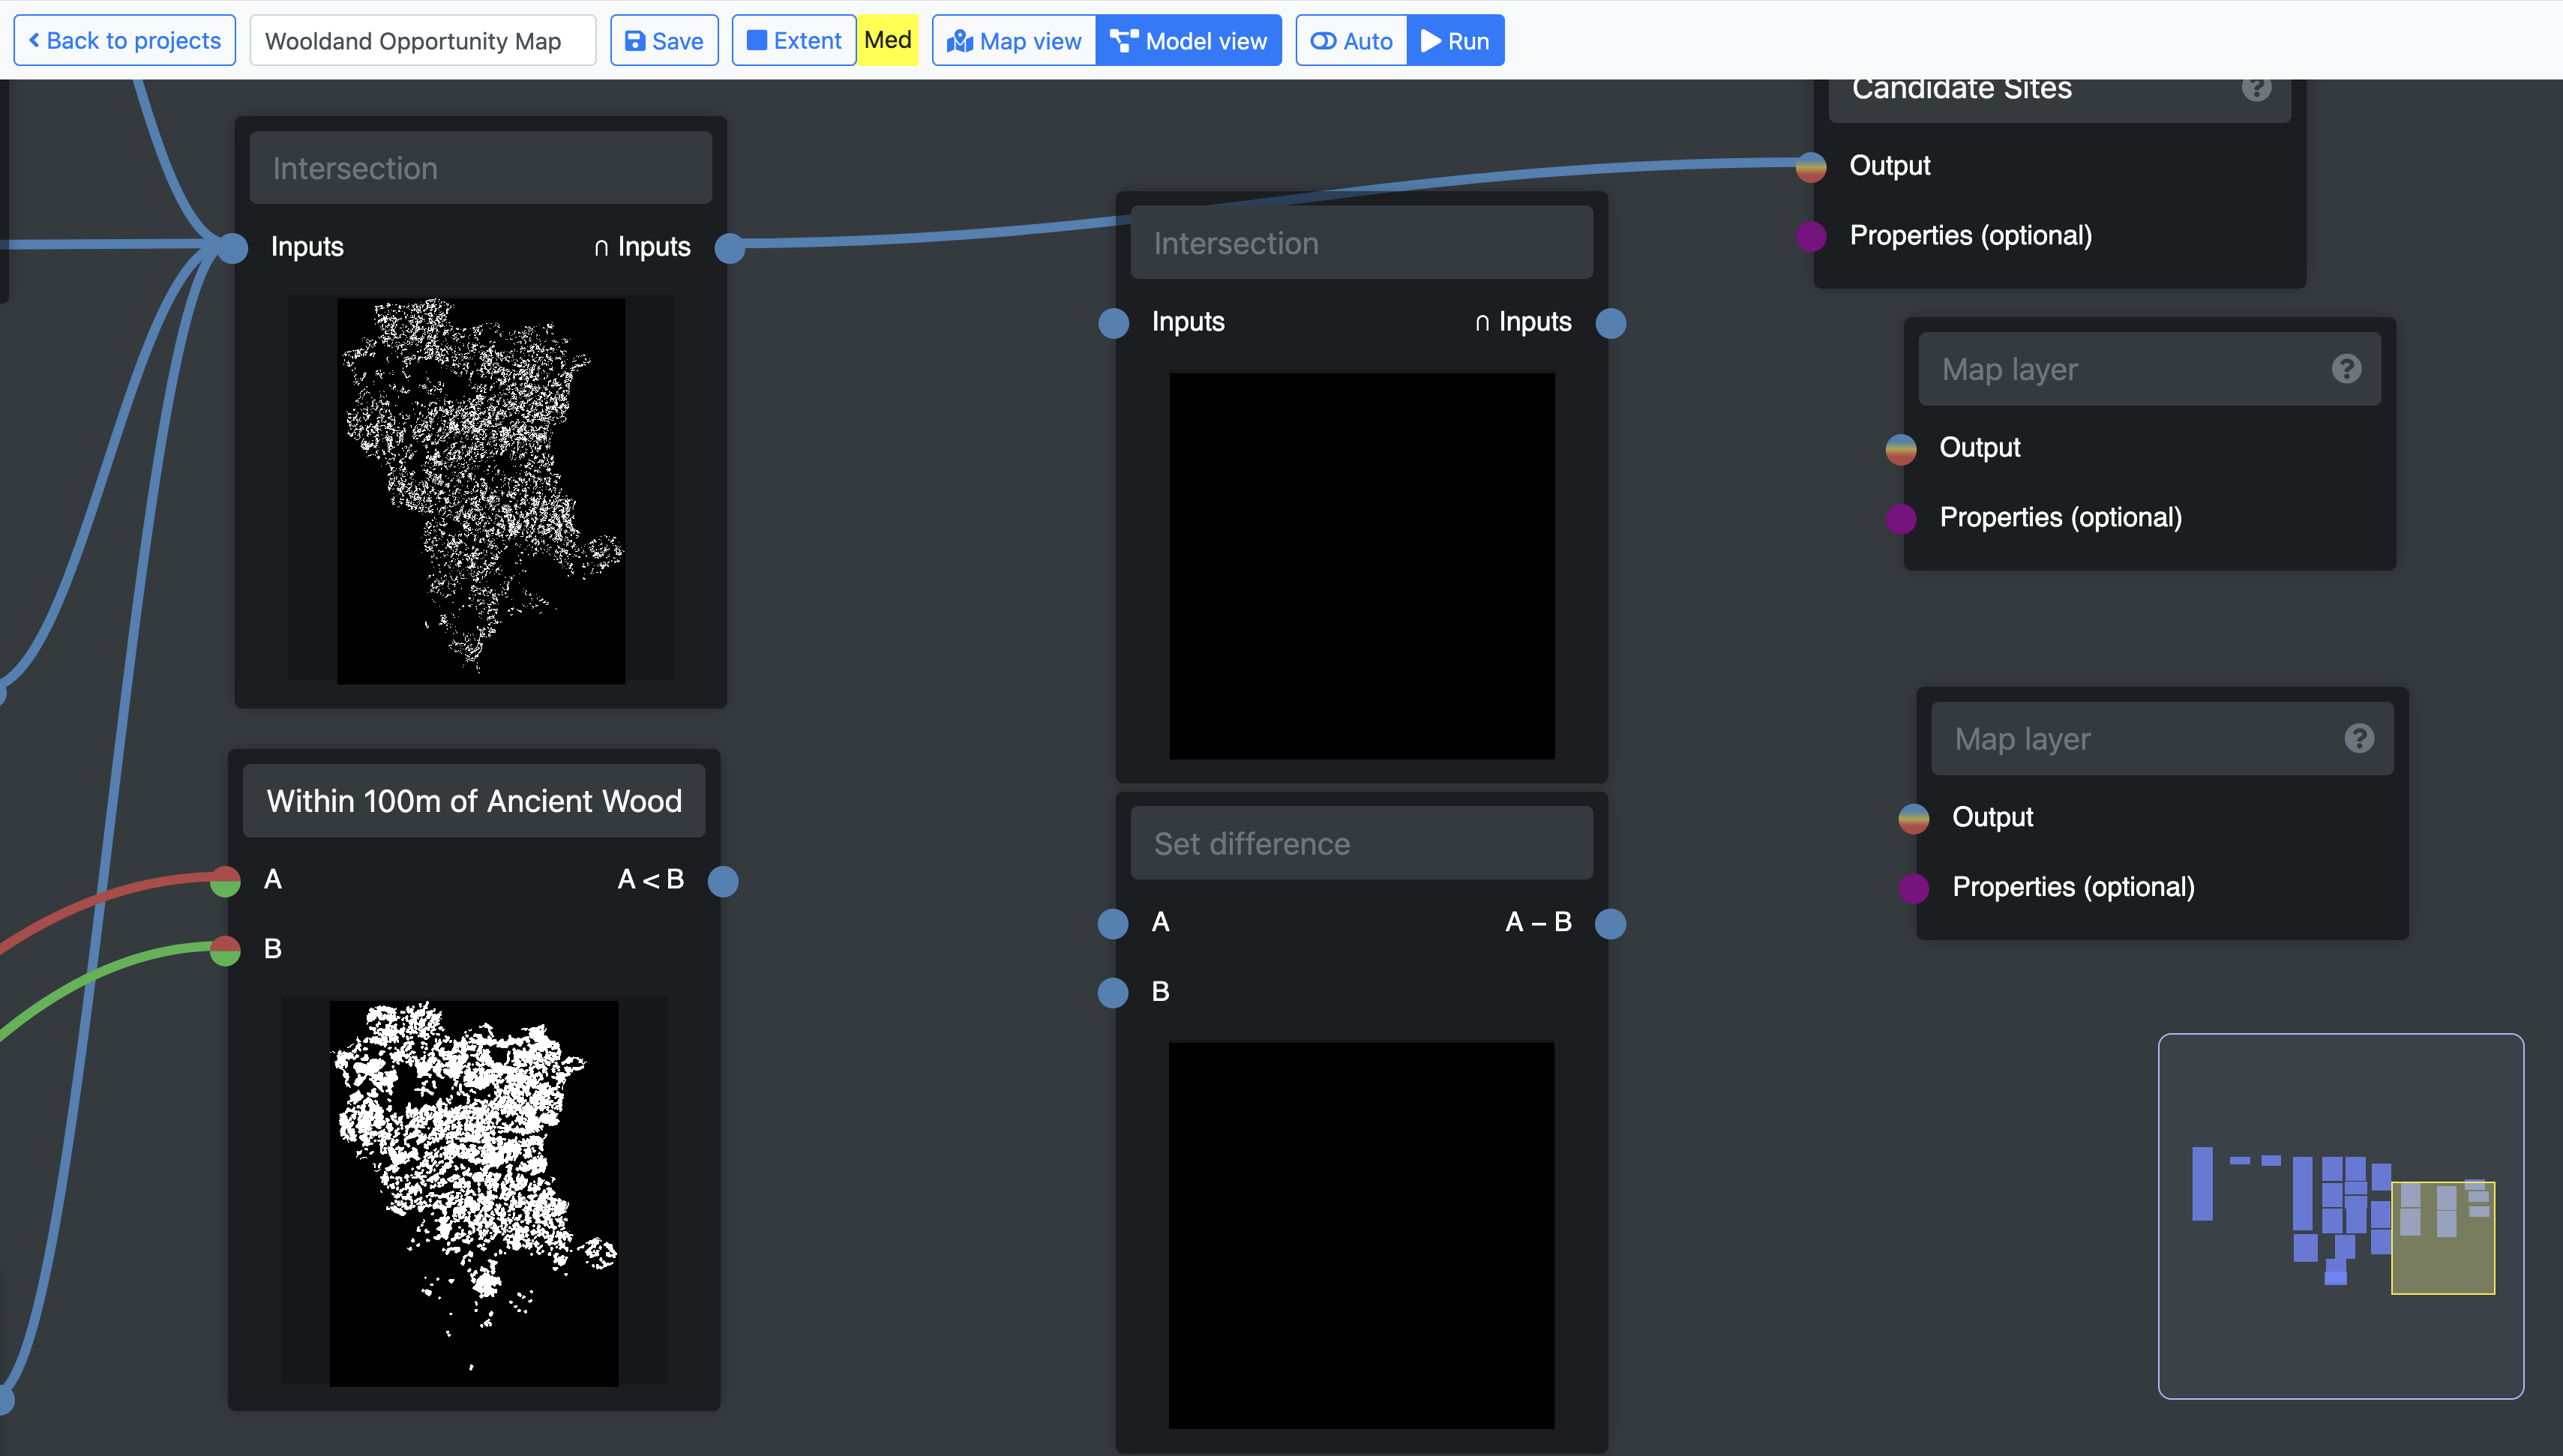 Back to projects
Wooldand Opportunity Map
Save
Extent
Med
Map view
Model view
Auto
Run
Candidate Sites
?
Output
Properties (optional)
Intersection
Inputs
∩ Inputs
Intersection
Inputs
∩ Inputs
Map layer
?
Output
Properties (optional)
Within 100m of Ancient Wood
A
A < B
B
Set difference
A
A – B
B
Map layer
?
Output
Properties (optional)